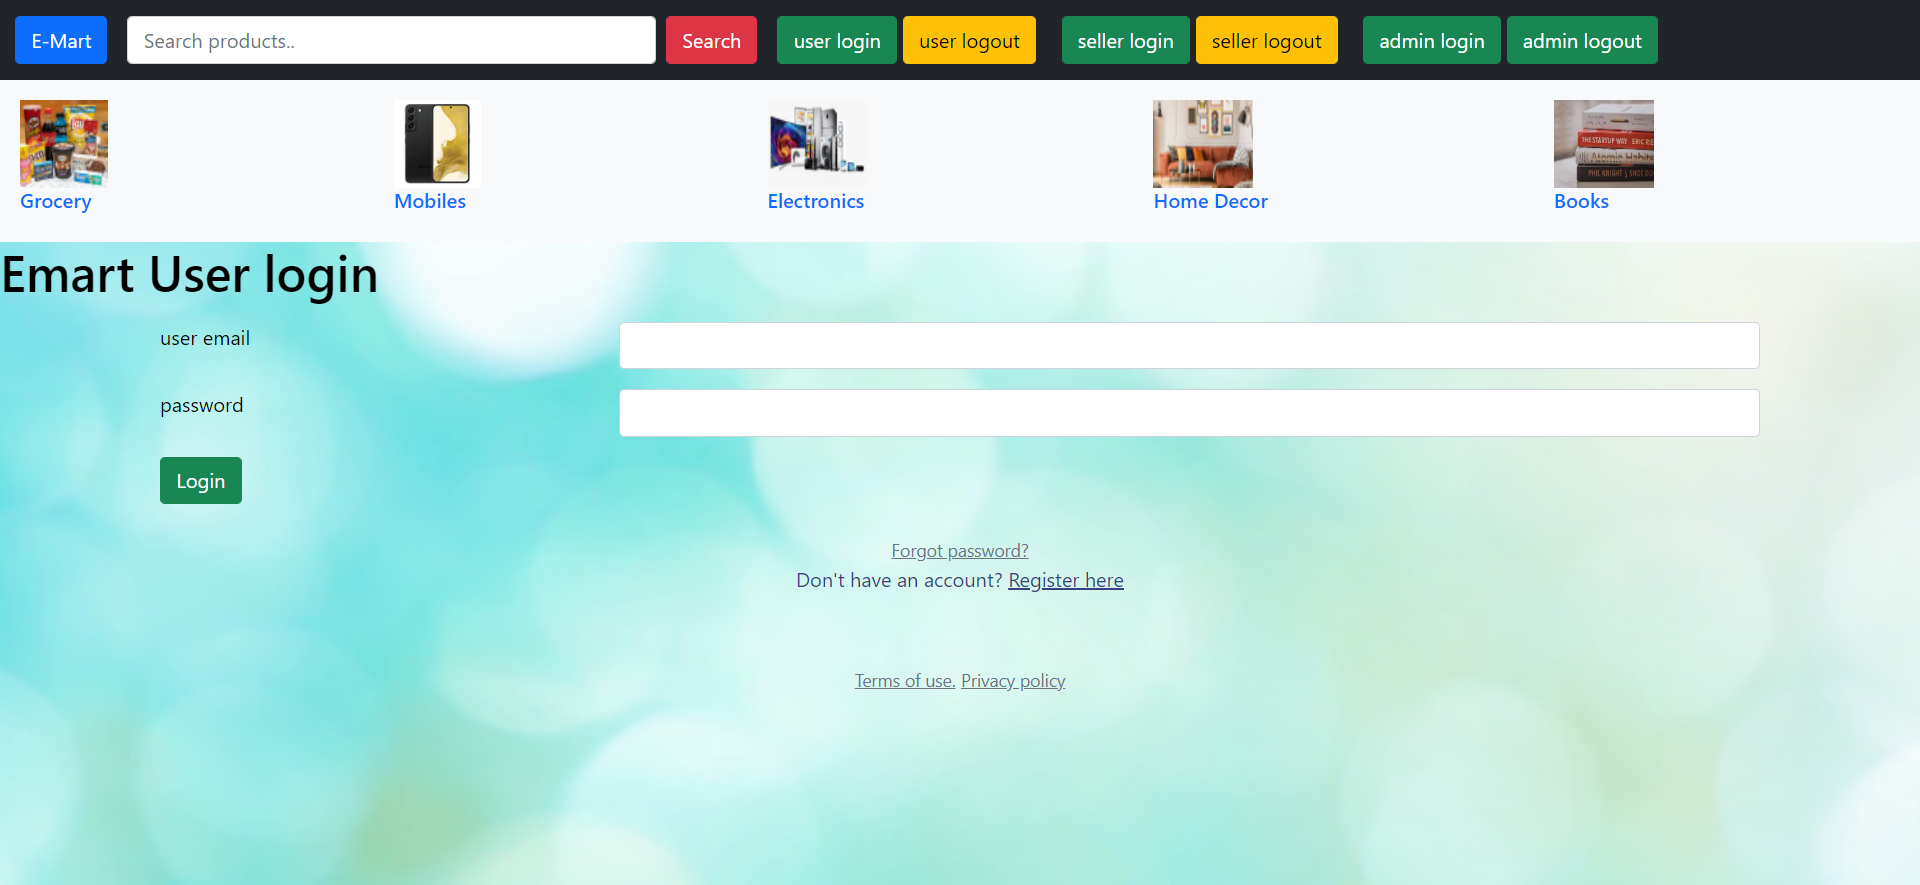 E-Mart Search products.. Search user login user logout seller login seller logout admin login admin logout
THE STARTUP WAY ERIC RIE
Atomic Habits
PHIL KNIGHT SHOE DO
Grocery Mobiles Electronics Home Decor Books
Emart User login
user email
password
Login
Forgot password?
Don't have an account? Register here
Terms of use. Privacy policy